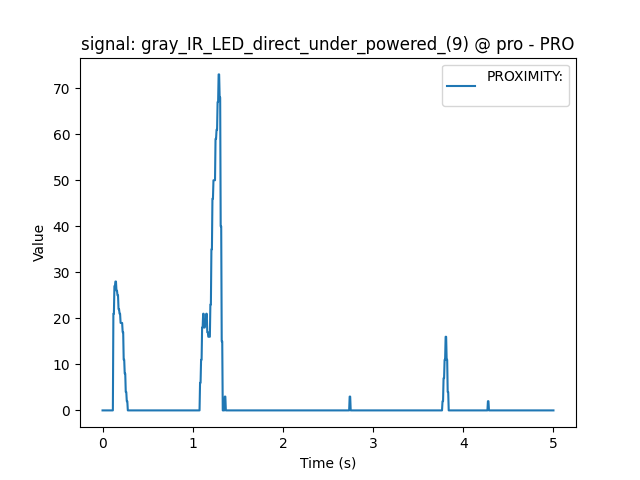 signal: gray_IR_LED_direct_under_powered_(9) @ pro - PRO
PROXIMITY:
70
60
50
40
30
20
10
0
Value
0 1 2 3 4 5
Time (s)